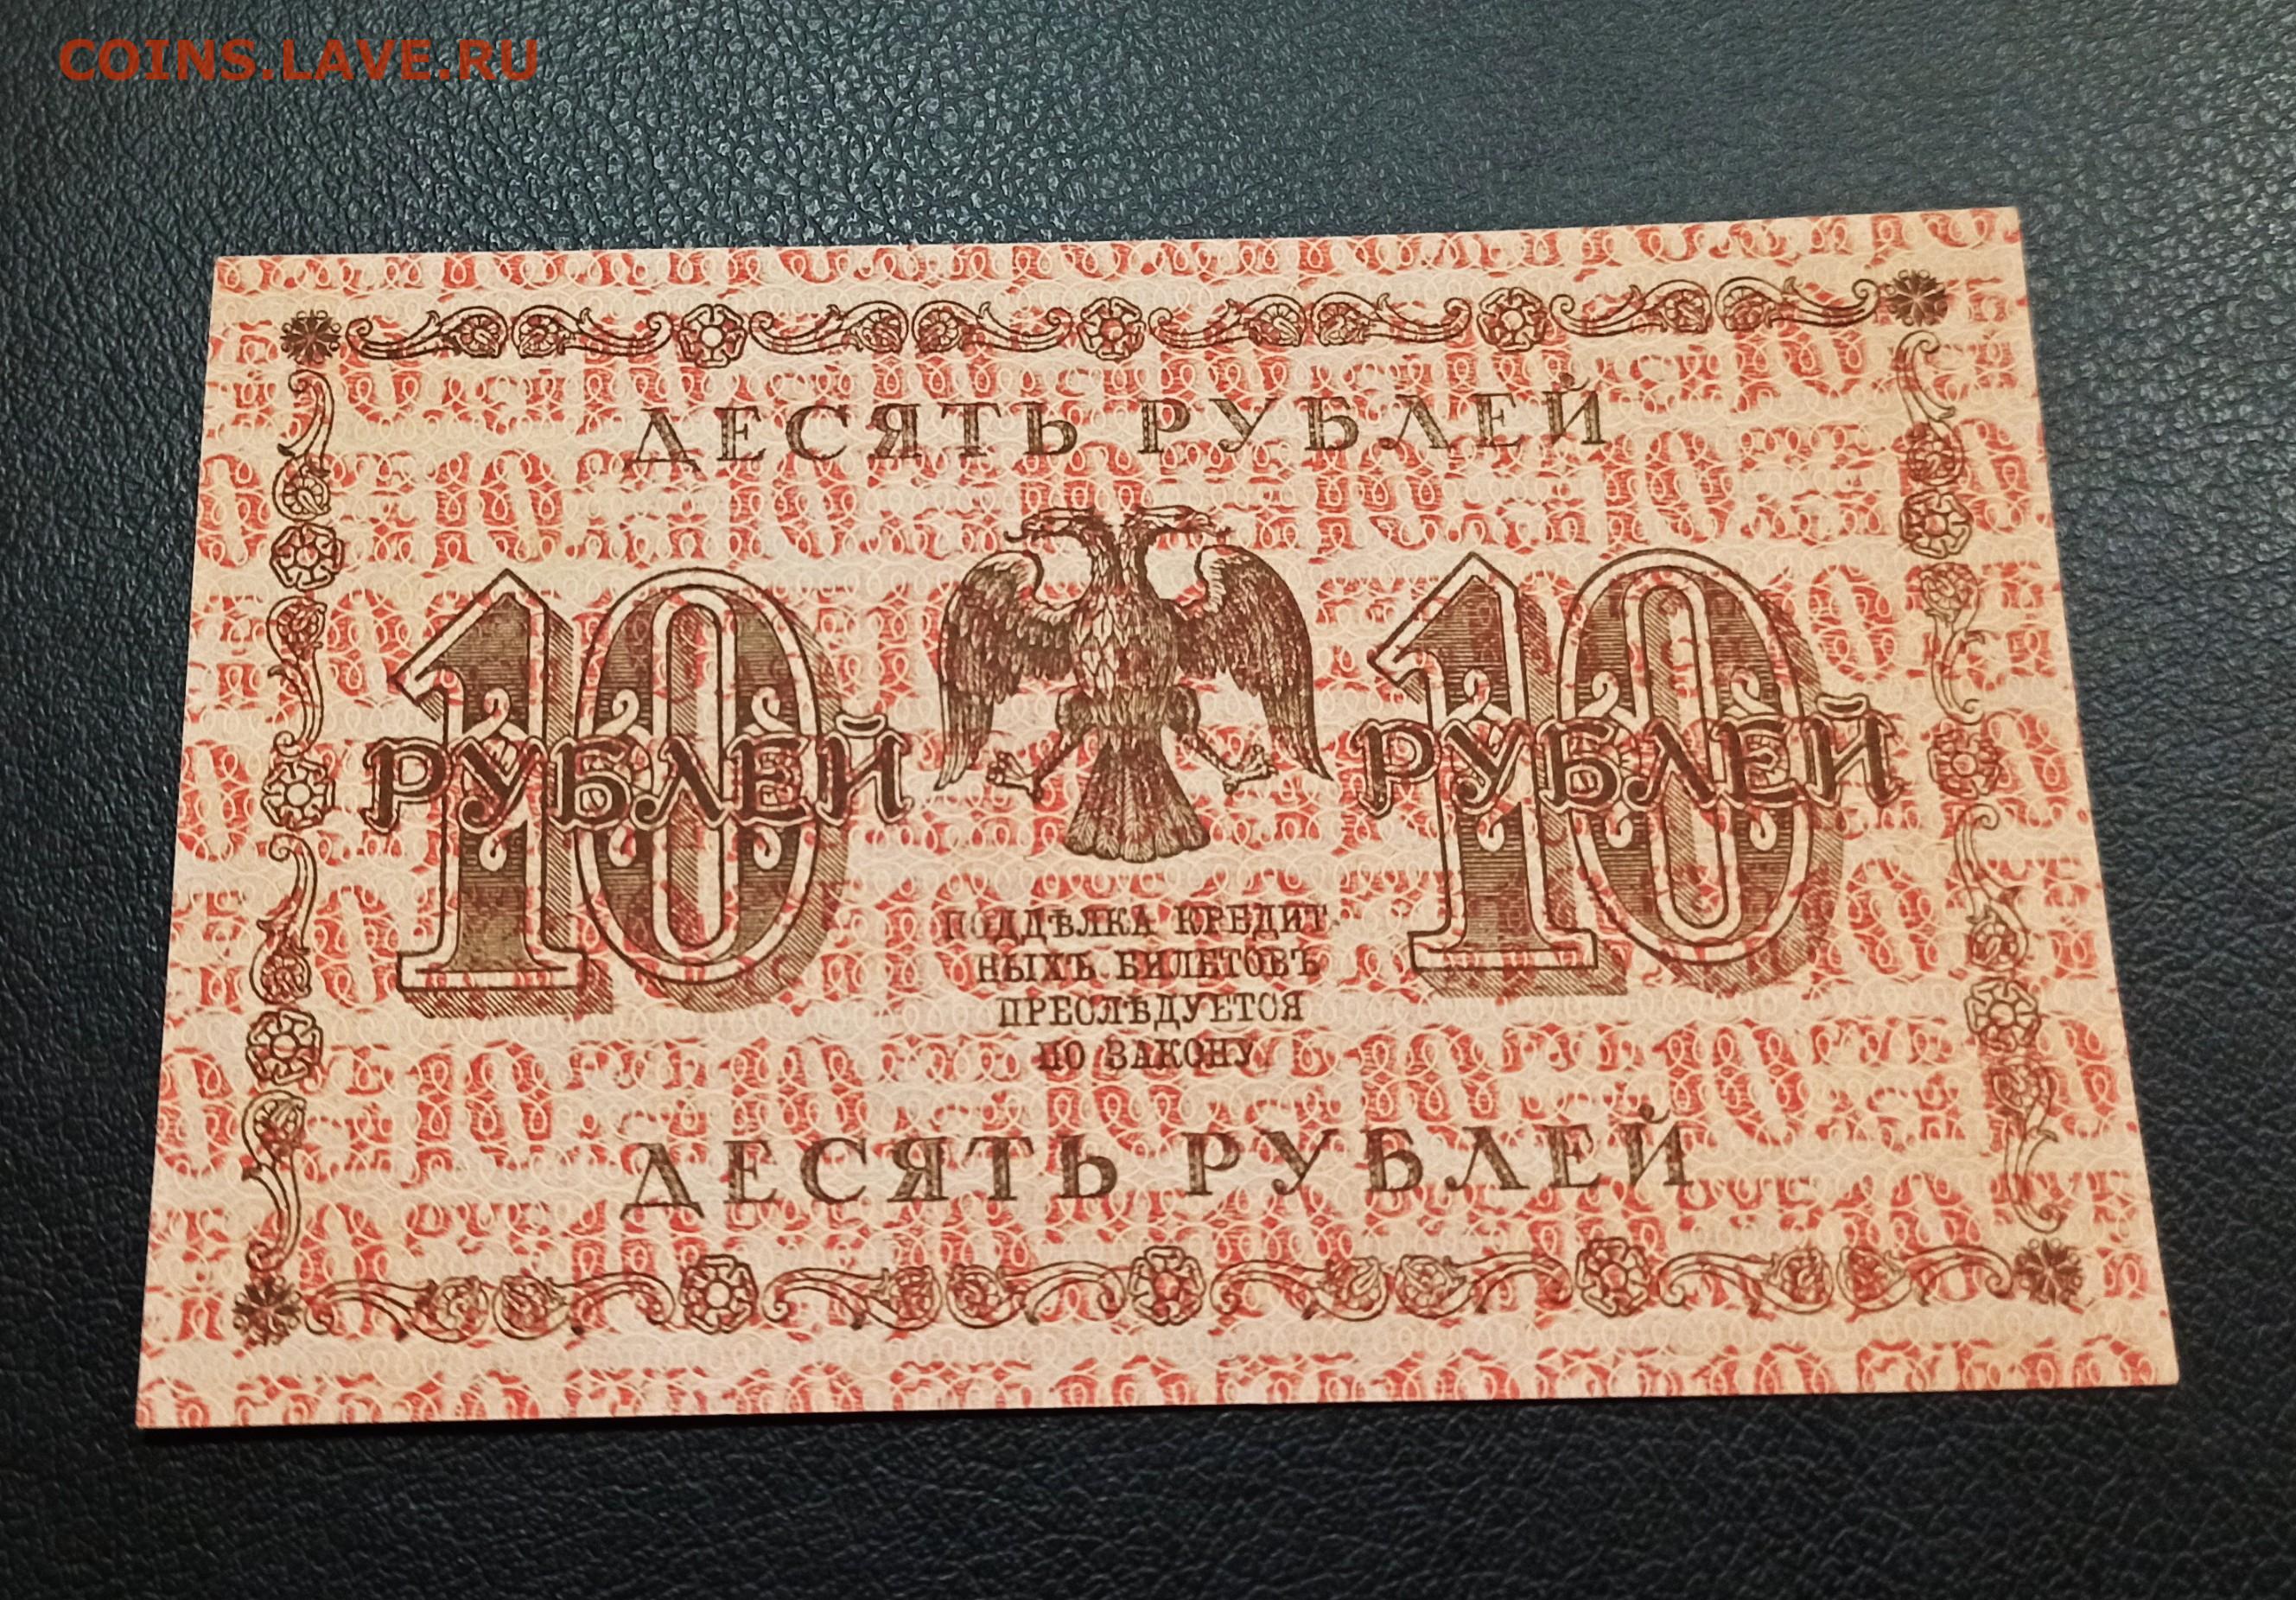 COINS.LAVE.RU
ДЕСЯТЬ РУБЛЕЙ
10 10
РУБЛЕЙ РУБЛЕЙ
ПОДДѢЛКА КРЕДИТ-
НЫХЪ БИЛЕТОВЪ
ПРЕСЛѢДУЕТСЯ
ПО ЗАКОНУ.
ДЕСЯТЬ РУБЛЕЙ